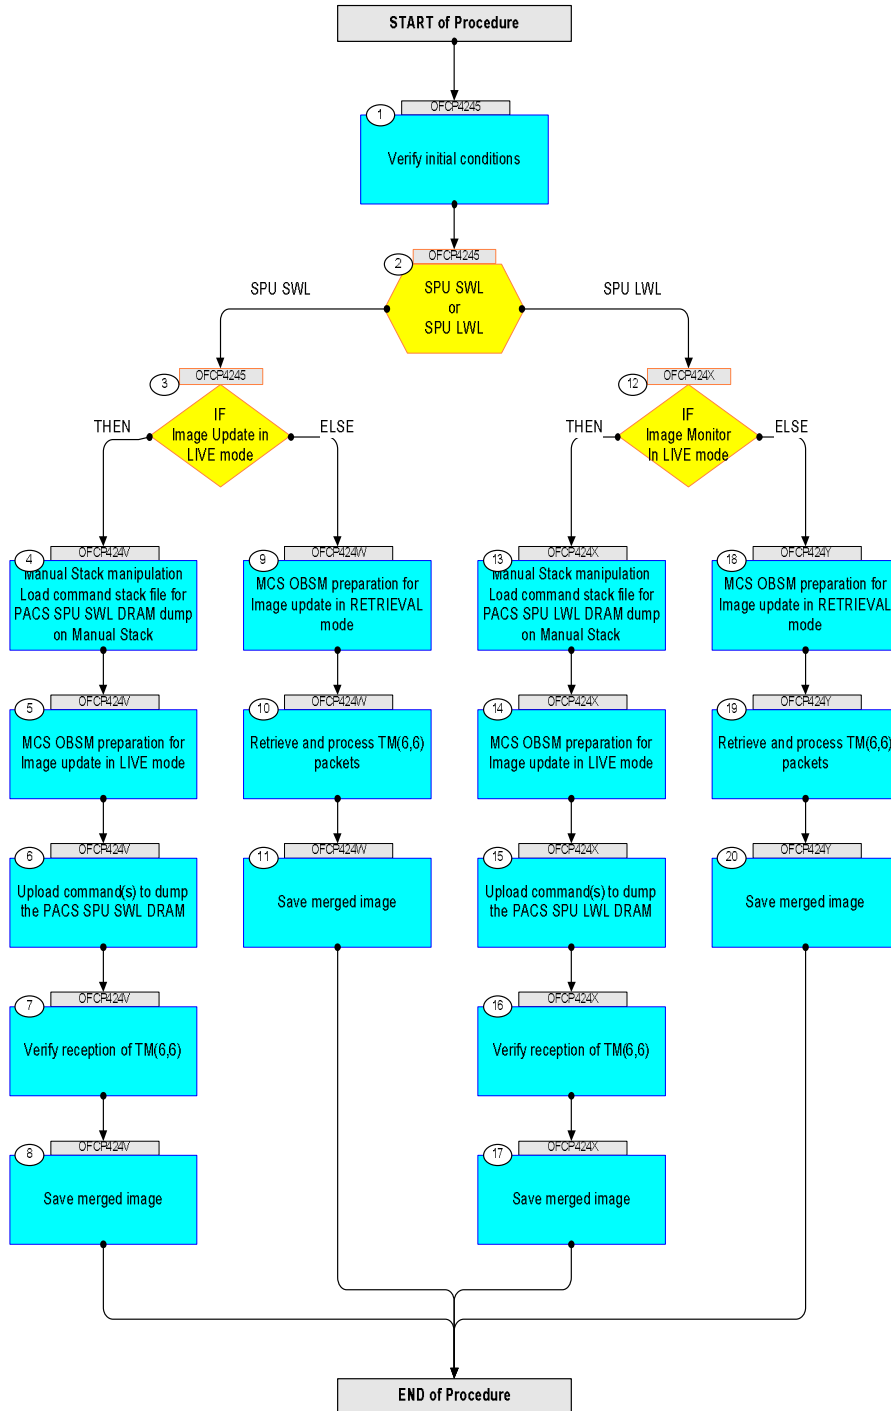 START of Procedure
OFCP4245
1
Verify initial conditions
OFCP4245
2
SPU SWL
or
SPU LWL
SPU SWL
SPU LWL
OFCP4245
3
IF
Image Update in
LIVE mode
THEN
ELSE
OFCP424X
12
IF
Image Monitor
In LIVE mode
THEN
ELSE
OFCP424V
4
Manual Stack manipulation
Load command stack file for
PACS SPU SWL DRAM dump
on Manual Stack
OFCP424W
9
MCS OBSM preparation for
Image update in RETRIEVAL
mode
OFCP424X
13
Manual Stack manipulation
Load command stack file for
PACS SPU LWL DRAM dump
on Manual Stack
OFCP424Y
18
MCS OBSM preparation for
Image update in RETRIEVAL
mode
OFCP424V
5
MCS OBSM preparation for
Image update in LIVE mode
OFCP424W
10
Retrieve and process TM(6,6)
packets
OFCP424X
14
MCS OBSM preparation for
Image update in LIVE mode
OFCP424Y
19
Retrieve and process TM(6,6)
packets
OFCP424V
6
Upload command(s) to dump
the PACS SPU SWL DRAM
OFCP424W
11
Save merged image
OFCP424X
15
Upload command(s) to dump
the PACS SPU LWL DRAM
OFCP424Y
20
Save merged image
OFCP424V
7
Verify reception of TM(6,6)
OFCP424X
16
Verify reception of TM(6,6)
OFCP424V
8
Save merged image
OFCP424X
17
Save merged image
END of Procedure